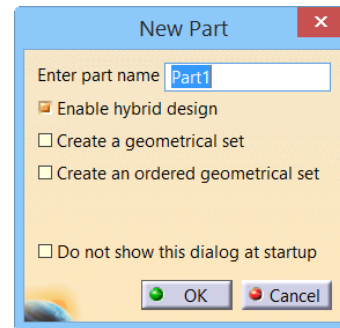 New Part
Enter part name Part1
Enable hybrid design
Create a geometrical set
Create an ordered geometrical set
Do not show this dialog at startup
OK Cancel